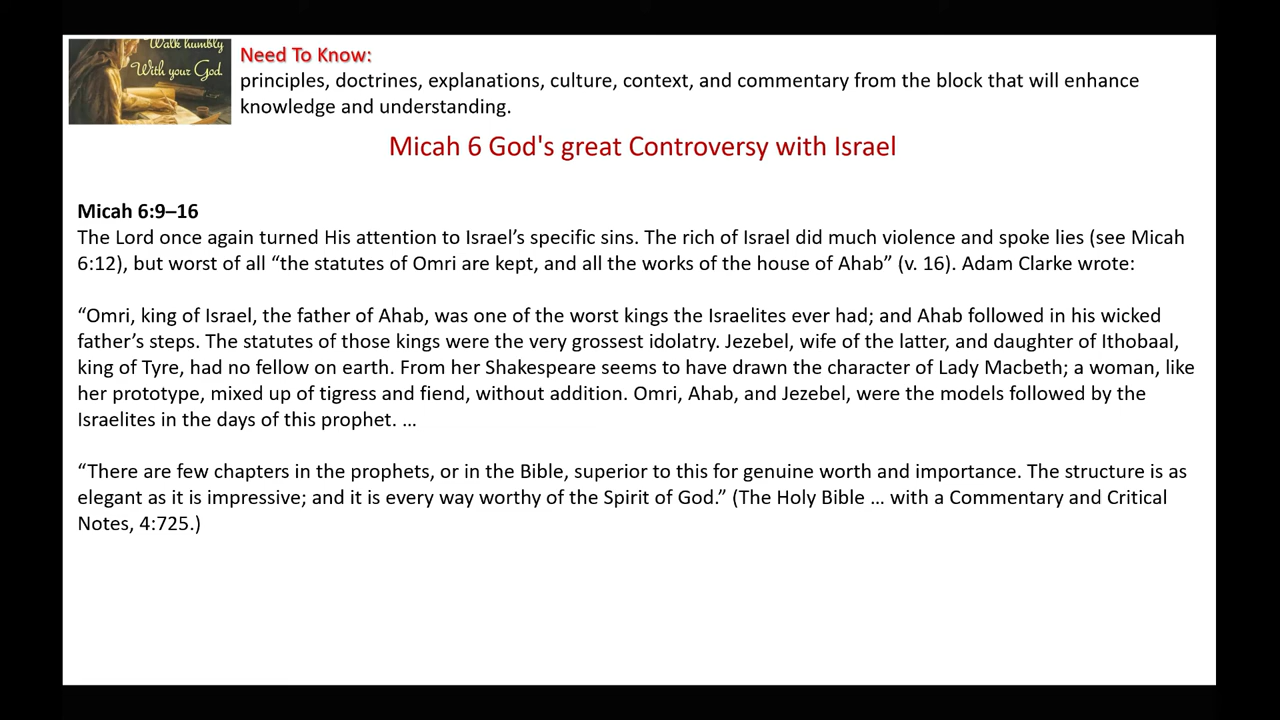 Walk humbly
With your God.
Need To Know:
principles, doctrines, explanations, culture, context, and commentary from the block that will enhance
knowledge and understanding.
Micah 6 God's great Controversy with Israel
Micah 6:9–16
The Lord once again turned His attention to Israel’s specific sins. The rich of Israel did much violence and spoke lies (see Micah
6:12), but worst of all “the statutes of Omri are kept, and all the works of the house of Ahab” (v. 16). Adam Clarke wrote:
“Omri, king of Israel, the father of Ahab, was one of the worst kings the Israelites ever had; and Ahab followed in his wicked
father’s steps. The statutes of those kings were the very grossest idolatry. Jezebel, wife of the latter, and daughter of Ithobaal,
king of Tyre, had no fellow on earth. From her Shakespeare seems to have drawn the character of Lady Macbeth; a woman, like
her prototype, mixed up of tigress and fiend, without addition. Omri, Ahab, and Jezebel, were the models followed by the
Israelites in the days of this prophet. …
“There are few chapters in the prophets, or in the Bible, superior to this for genuine worth and importance. The structure is as
elegant as it is impressive; and it is every way worthy of the Spirit of God.” (The Holy Bible … with a Commentary and Critical
Notes, 4:725.)